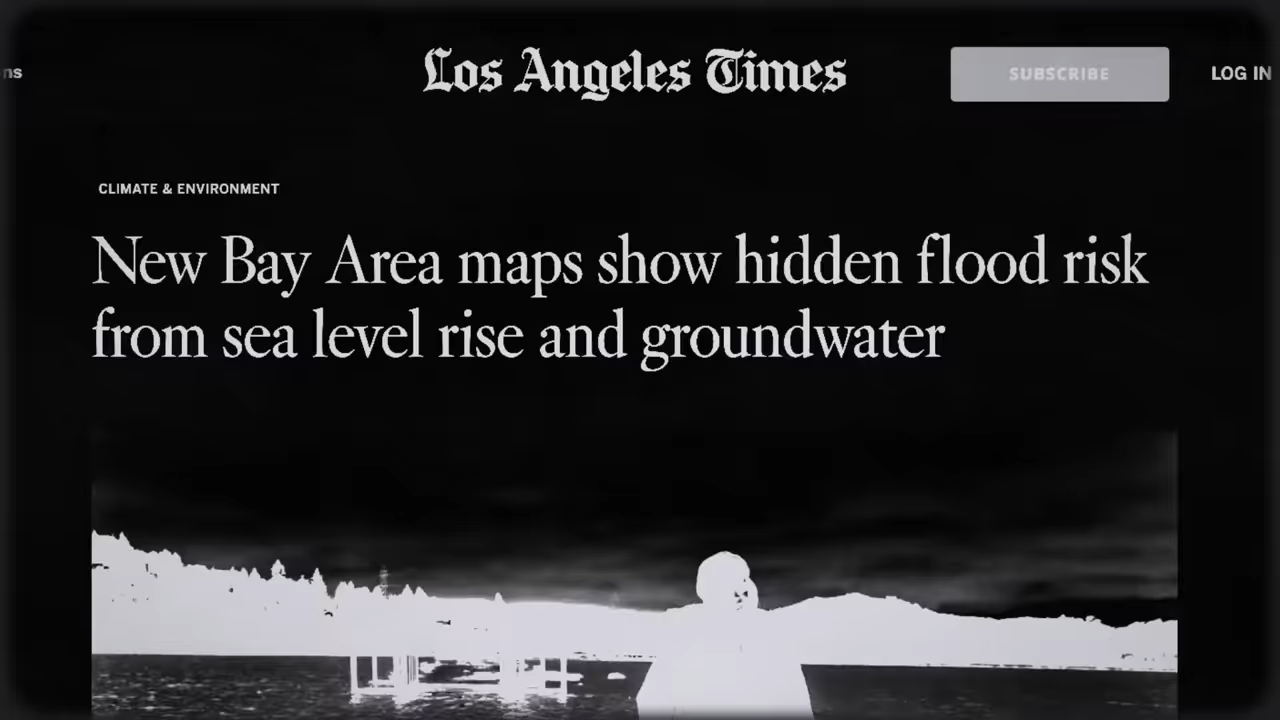 ns
Los Angeles Times
SUBSCRIBE
LOG IN
CLIMATE & ENVIRONMENT
New Bay Area maps show hidden flood risk
from sea level rise and groundwater